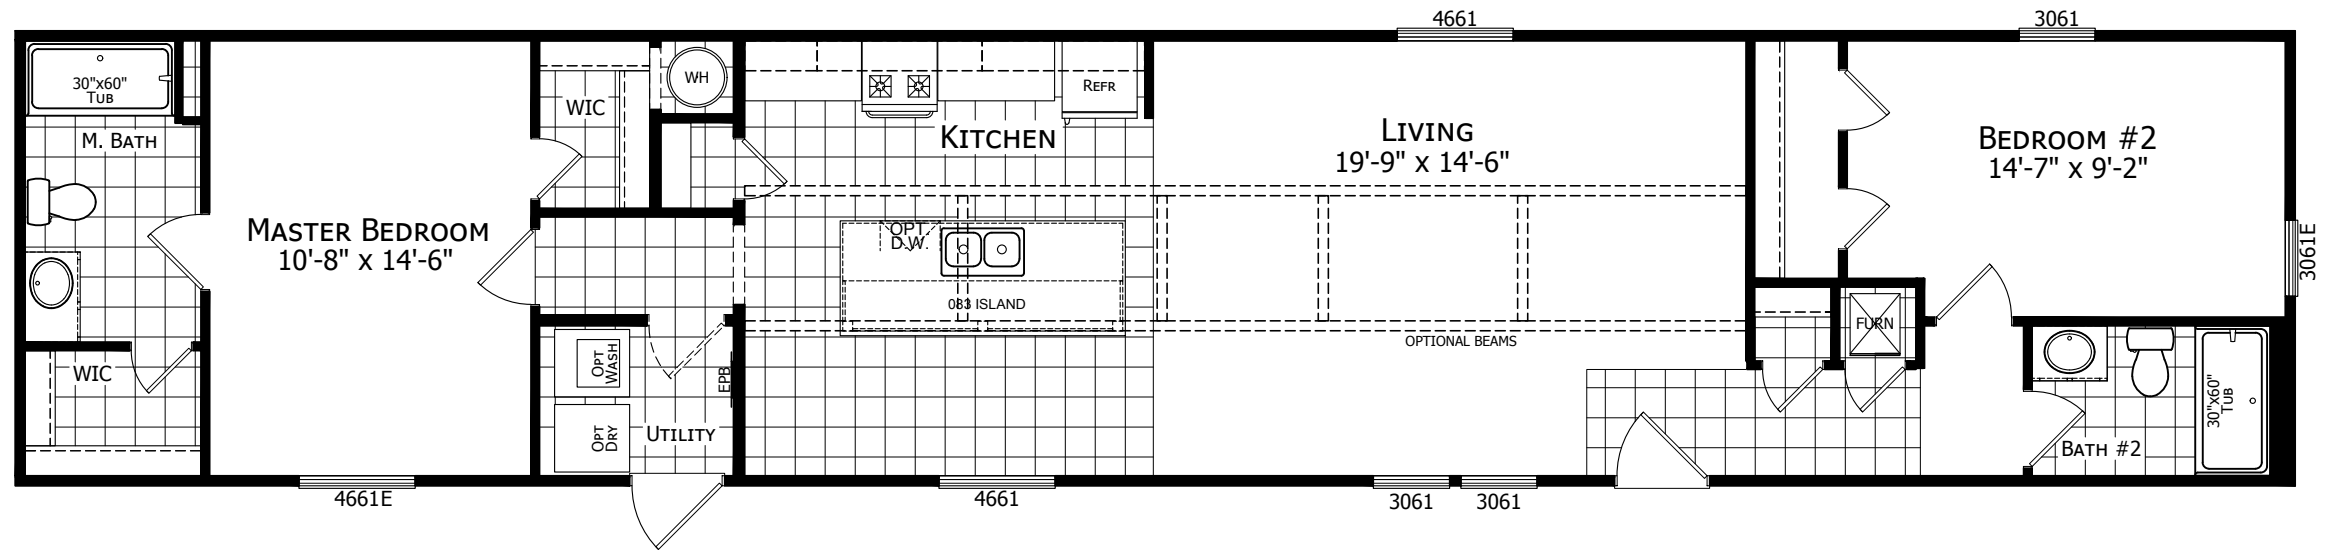 4661
3061
30"x60"
TUB
M. BATH
WIC
WH
KITCHEN
REFR
LIVING
19'-9" X 14'-6"
BEDROOM #2
14'-7" X 9'-2"
MASTER BEDROOM
10'-8" X 14'-6"
OPT.
D.W.
083 ISLAND
OPTIONAL BEAMS
FURN
3061E
WIC
OPT
WASH
EPB
OPT
DRY
UTILITY
BATH #2
30"x60"
TUB
4661E
4661
3061
3061